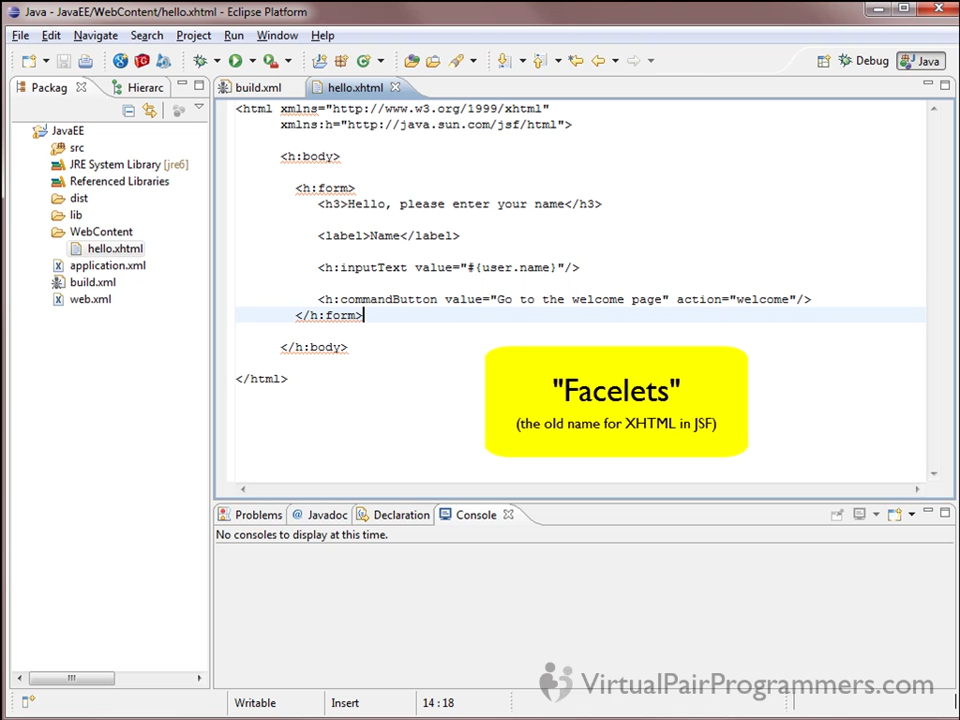 Java - JavaEE/WebContent/hello.xhtml - Eclipse Platform
File Edit Navigate Search Project Run Window Help
Debug Java
Packag Hierarc
build.xml hello.xhtml
JavaEE
src
JRE System Library [jre6]
Referenced Libraries
dist
lib
WebContent
hello.xhtml
application.xml
build.xml
web.xml
<html xmlns="http://www.w3.org/1999/xhtml"
xmlns:h="http://java.sun.com/jsf/html">
<h:body>
<h:form>
<h3>Hello, please enter your name</h3>
<label>Name</label>
<h:inputText value="#{user.name}"/>
<h:commandButton value="Go to the welcome page" action="welcome"/>
</h:form>
</h:body>
</html>
"Facelets"
(the old name for XHTML in JSF)
Problems @ Javadoc Declaration Console
No consoles to display at this time.
VirtualPairProgrammers.com
Writable Insert 14 : 18